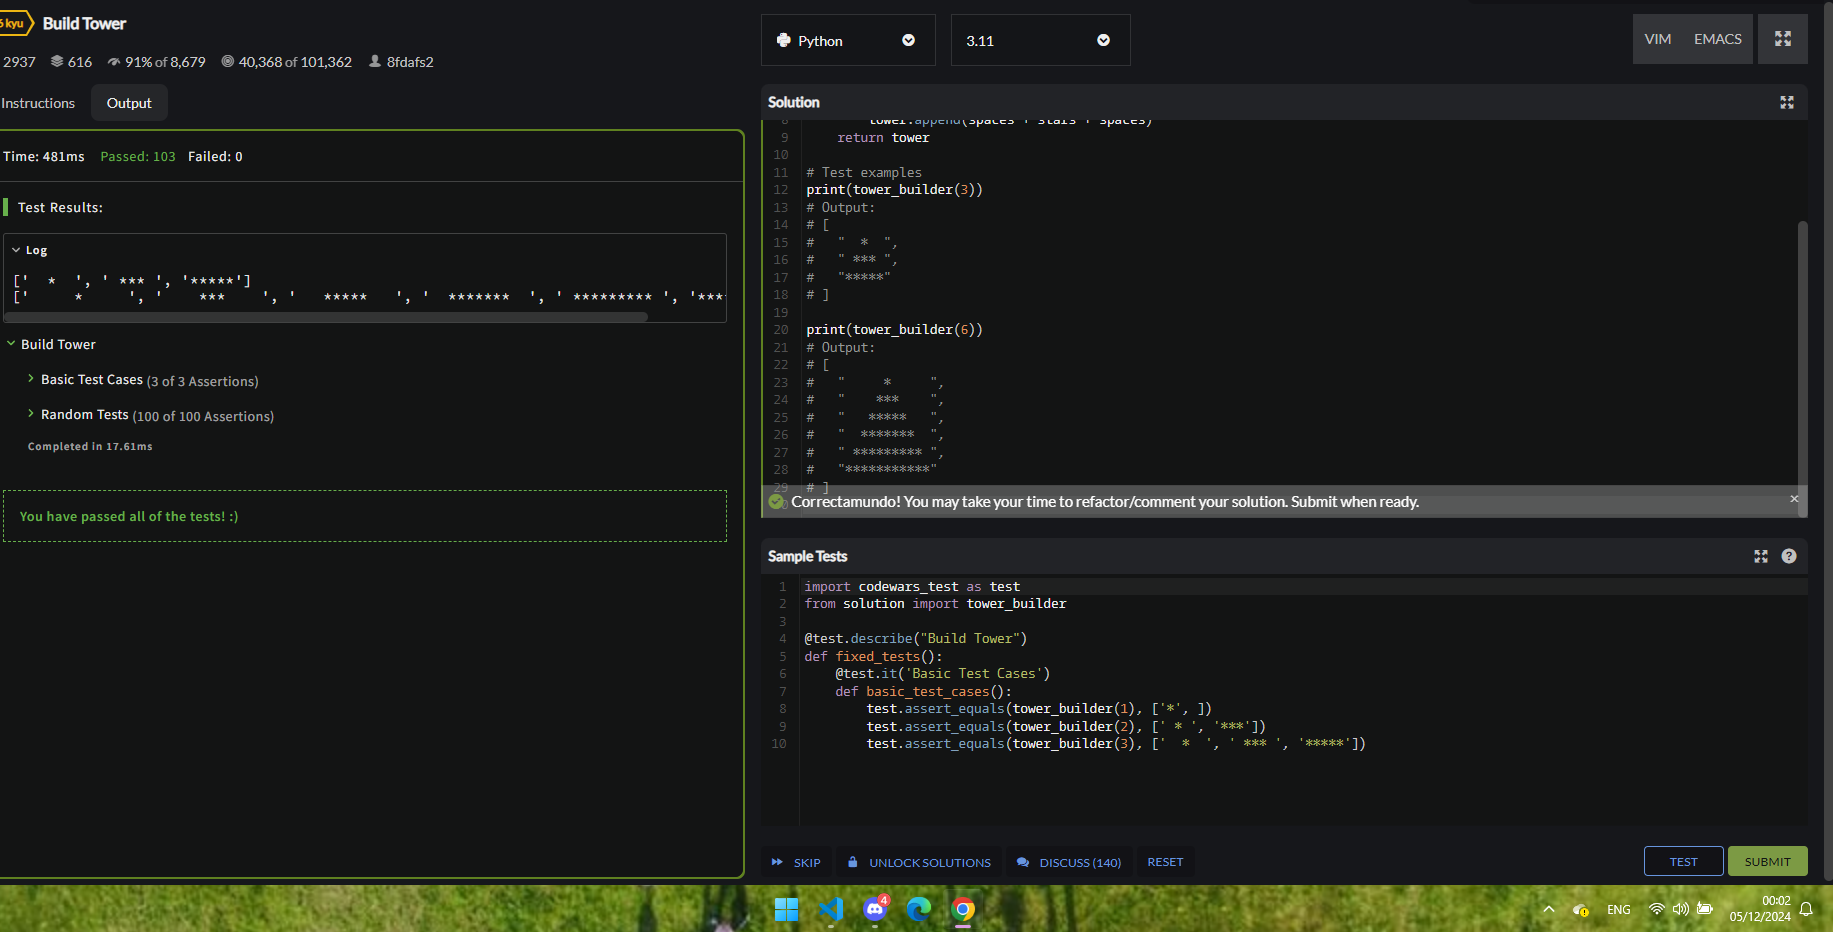 6 kyu Build Tower
2937 616 91% of 8,679 40,368 of 101,362 8fdafs2
Instructions Output
Time: 481ms Passed: 103 Failed: 0
Test Results:
Log
['  *  ', ' *** ', '*****']
['     *     ', '    ***    ', '   *****   ', '  *******  ', ' ********* ', '****
Build Tower
Basic Test Cases (3 of 3 Assertions)
Random Tests (100 of 100 Assertions)
Completed in 17.61ms
You have passed all of the tests! :)
Python 3.11 VIM EMACS
Solution
8 tower.append(spaces + stars + spaces)
9 return tower
10
11 # Test examples
12 print(tower_builder(3))
13 # Output:
14 # [
15 #   "  *  ",
16 #   " *** ",
17 #   "*****"
18 # ]
19
20 print(tower_builder(6))
21 # Output:
22 # [
23 #   "     *     ",
24 #   "    ***    ",
25 #   "   *****   ",
26 #   "  *******  ",
27 #   " ********* ",
28 #   "***********"
29 # ]
Correctamundo! You may take your time to refactor/comment your solution. Submit when ready. ×
Sample Tests ?
1 import codewars_test as test
2 from solution import tower_builder
3
4 @test.describe("Build Tower")
5 def fixed_tests():
6     @test.it('Basic Test Cases')
7     def basic_test_cases():
8         test.assert_equals(tower_builder(1), ['*', ])
9         test.assert_equals(tower_builder(2), [' * ', '***'])
10         test.assert_equals(tower_builder(3), ['  *  ', ' *** ', '*****'])
SKIP UNLOCK SOLUTIONS DISCUSS (140) RESET TEST SUBMIT
4 ENG 00:02
05/12/2024